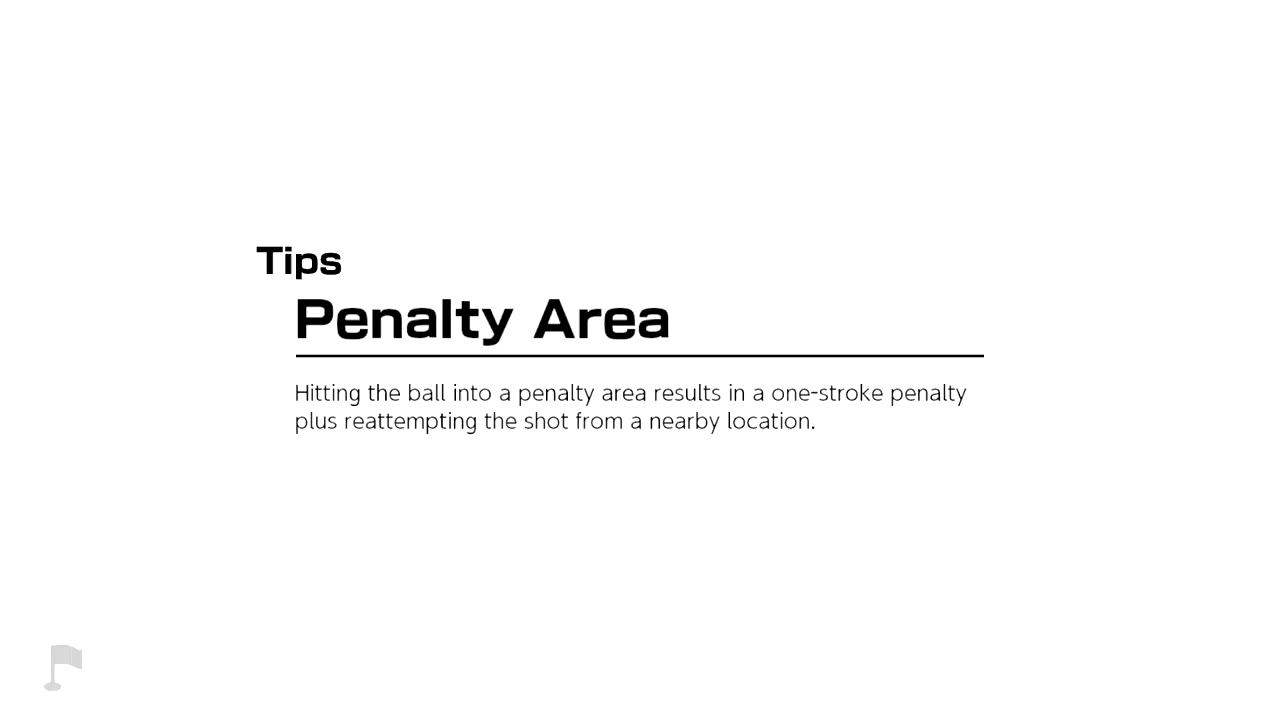 Tips
Penalty Area
Hitting the ball into a penalty area results in a one-stroke penalty
plus reattempting the shot from a nearby location.